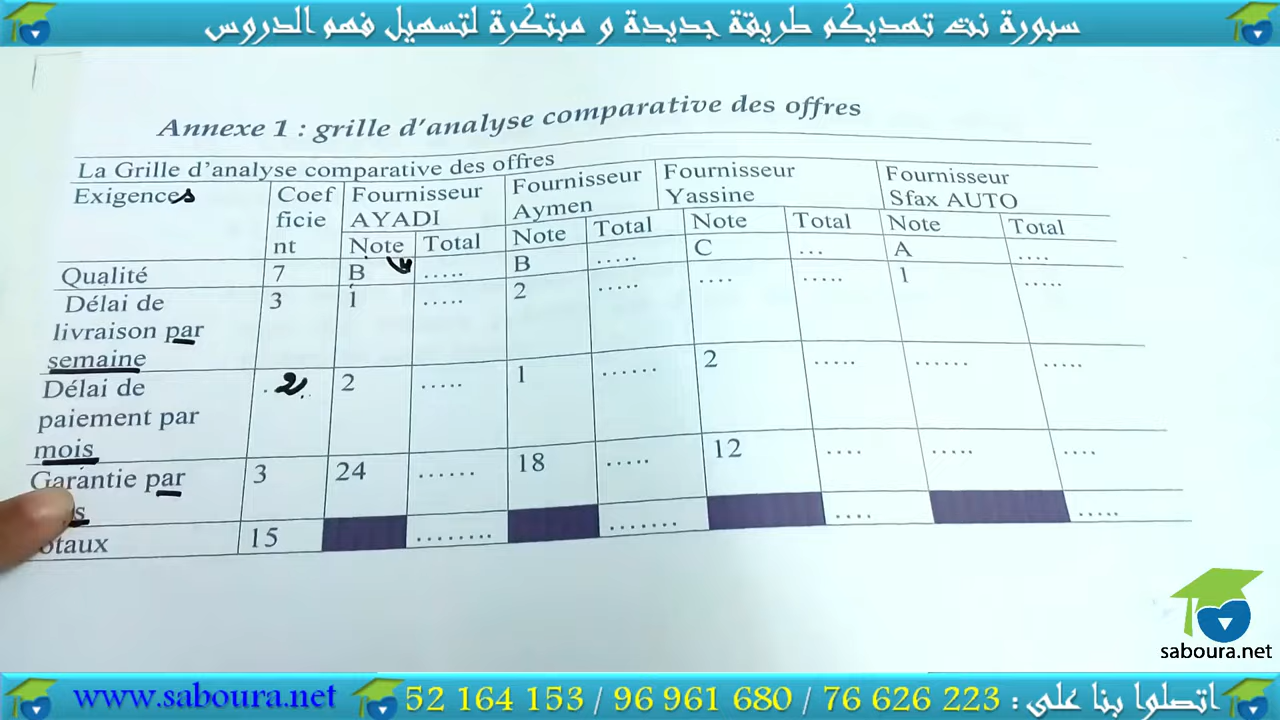 سبورة نت تهديكم طريقة جديدة و مبتكرة لتسهيل فهم الدروس
Annexe 1 : grille d'analyse comparative des offres
La Grille d'analyse comparative des offres
Exigences Coef ficie nt Fournisseur AYADI Fournisseur Aymen Fournisseur Yassine Fournisseur Sfax AUTO
Note Total Note Total Note Total Note Total
Qualité 7 B ..... B ..... C ... A ....
Délai de livraison par semaine 3 1 ..... 2 ..... .... ..... 1 .....
Délai de paiement par mois . 2 . 2 ..... 1 ...... 2 ..... ...... .....
Garantie par 3 24 ...... 18 ..... 12 .... ..... ....
otaux 15 ........ ....... .... .....
saboura.net
www.saboura.net 52 164 153 / 96 961 680 / 76 626 223 : اتصلوا بنا على